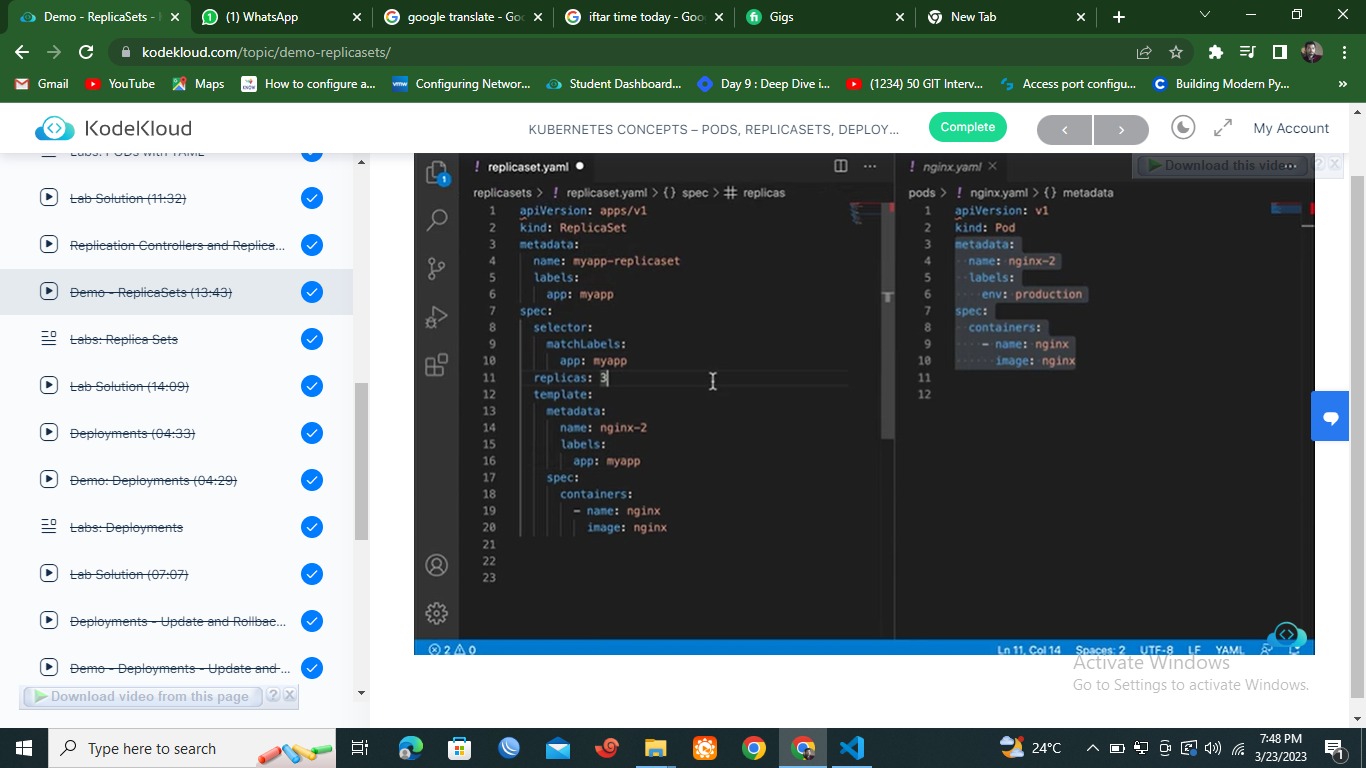 Demo - ReplicaSets -
(1) WhatsApp
google translate - Goo
iftar time today - Goo
Gigs
New Tab
kodekloud.com/topic/demo-replicasets/
Gmail
YouTube
Maps
How to configure a...
Configuring Networ...
Student Dashboard...
Day 9 : Deep Dive i...
(1234) 50 GIT Interv...
Access port configu...
Building Modern Py...
»
KodeKloud
KUBERNETES CONCEPTS – PODS, REPLICASETS, DEPLOY...
Complete
My Account
Labs: PODs with YAML
Lab Solution (11:32)
Replication Controllers and Replica...
Demo - ReplicaSets (13:43)
Labs: Replica Sets
Lab Solution (14:09)
Deployments (04:33)
Demo: Deployments (04:29)
Labs: Deployments
Lab Solution (07:07)
Deployments - Update and Rollbac...
Demo - Deployments - Update and ...
Download video from this page
? X
1
! replicaset.yaml ●
replicasets > ! replicaset.yaml > {} spec > # replicas
1 apiVersion: apps/v1
2 kind: ReplicaSet
3 metadata:
4 name: myapp-replicaset
5 labels:
6 app: myapp
7 spec:
8 selector:
9 matchLabels:
10 app: myapp
11 replicas: 3
12 template:
13 metadata:
14 name: nginx-2
15 labels:
16 app: myapp
17 spec:
18 containers:
19 - name: nginx
20 image: nginx
21
22
23
! nginx.yaml ×
Download this video
? X
pods > ! nginx.yaml > {} metadata
1 apiVersion: v1
2 kind: Pod
3 metadata:
4 name: nginx-2
5 labels:
6 env: production
7 spec:
8 containers:
9 - name: nginx
10 image: nginx
11
12
2 0
Ln 11, Col 14 Spaces: 2 UTF-8 LF YAML
Activate Windows
Go to Settings to activate Windows.
Type here to search
24°C
7:48 PM
3/23/2023
1